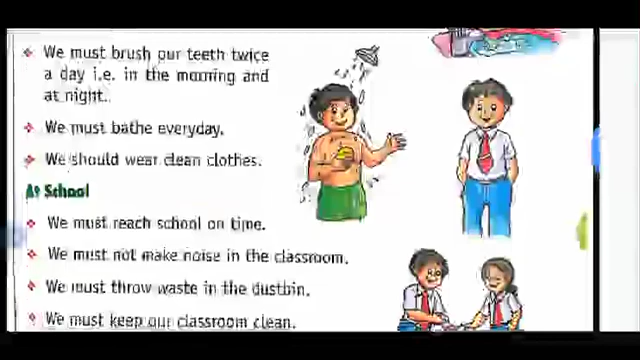 We must brush our teeth twice
a day i.e. in the morning and
at night.
We must bathe everyday.
We should wear clean clothes.
At School
We must reach school on time.
We must not make noise in the classroom.
We must throw waste in the dustbin.
We must keep our classroom clean.